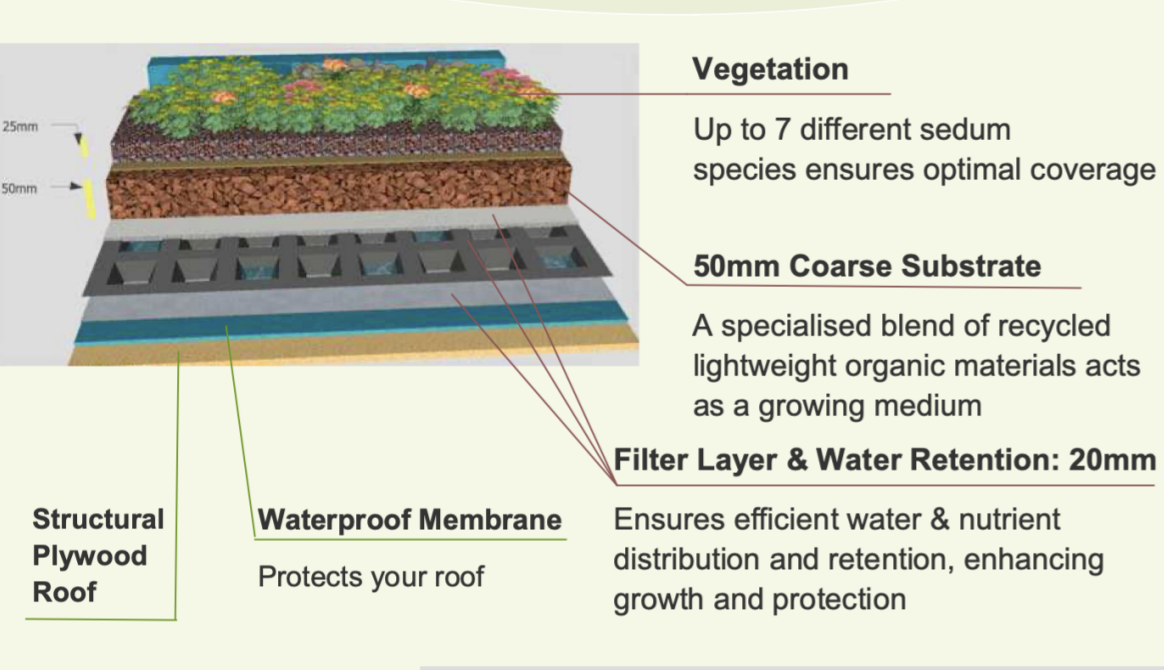 Vegetation
Up to 7 different sedum
species ensures optimal coverage
25mm
50mm
50mm Coarse Substrate
A specialised blend of recycled
lightweight organic materials acts
as a growing medium
Filter Layer & Water Retention: 20mm
Ensures efficient water & nutrient
distribution and retention, enhancing
growth and protection
Waterproof Membrane
Protects your roof
Structural
Plywood
Roof